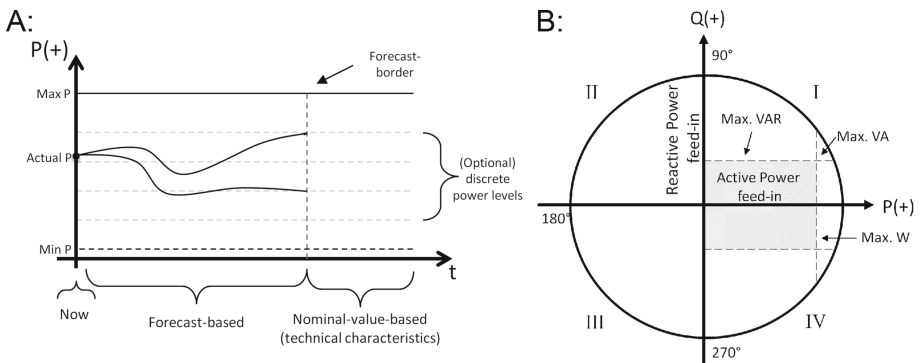 A:
P(+)
Max P
Actual P
Min P
Forecast-
border
(Optional)
discrete
power levels
t
Now
Forecast-based
Nominal-value-based
(technical characteristics)
B:
Q(+)
90°
II
I
Reactive Power
feed-in
Max. VAR
Max. VA
Active Power
feed-in
180°
P(+)
Max. W
III
IV
270°